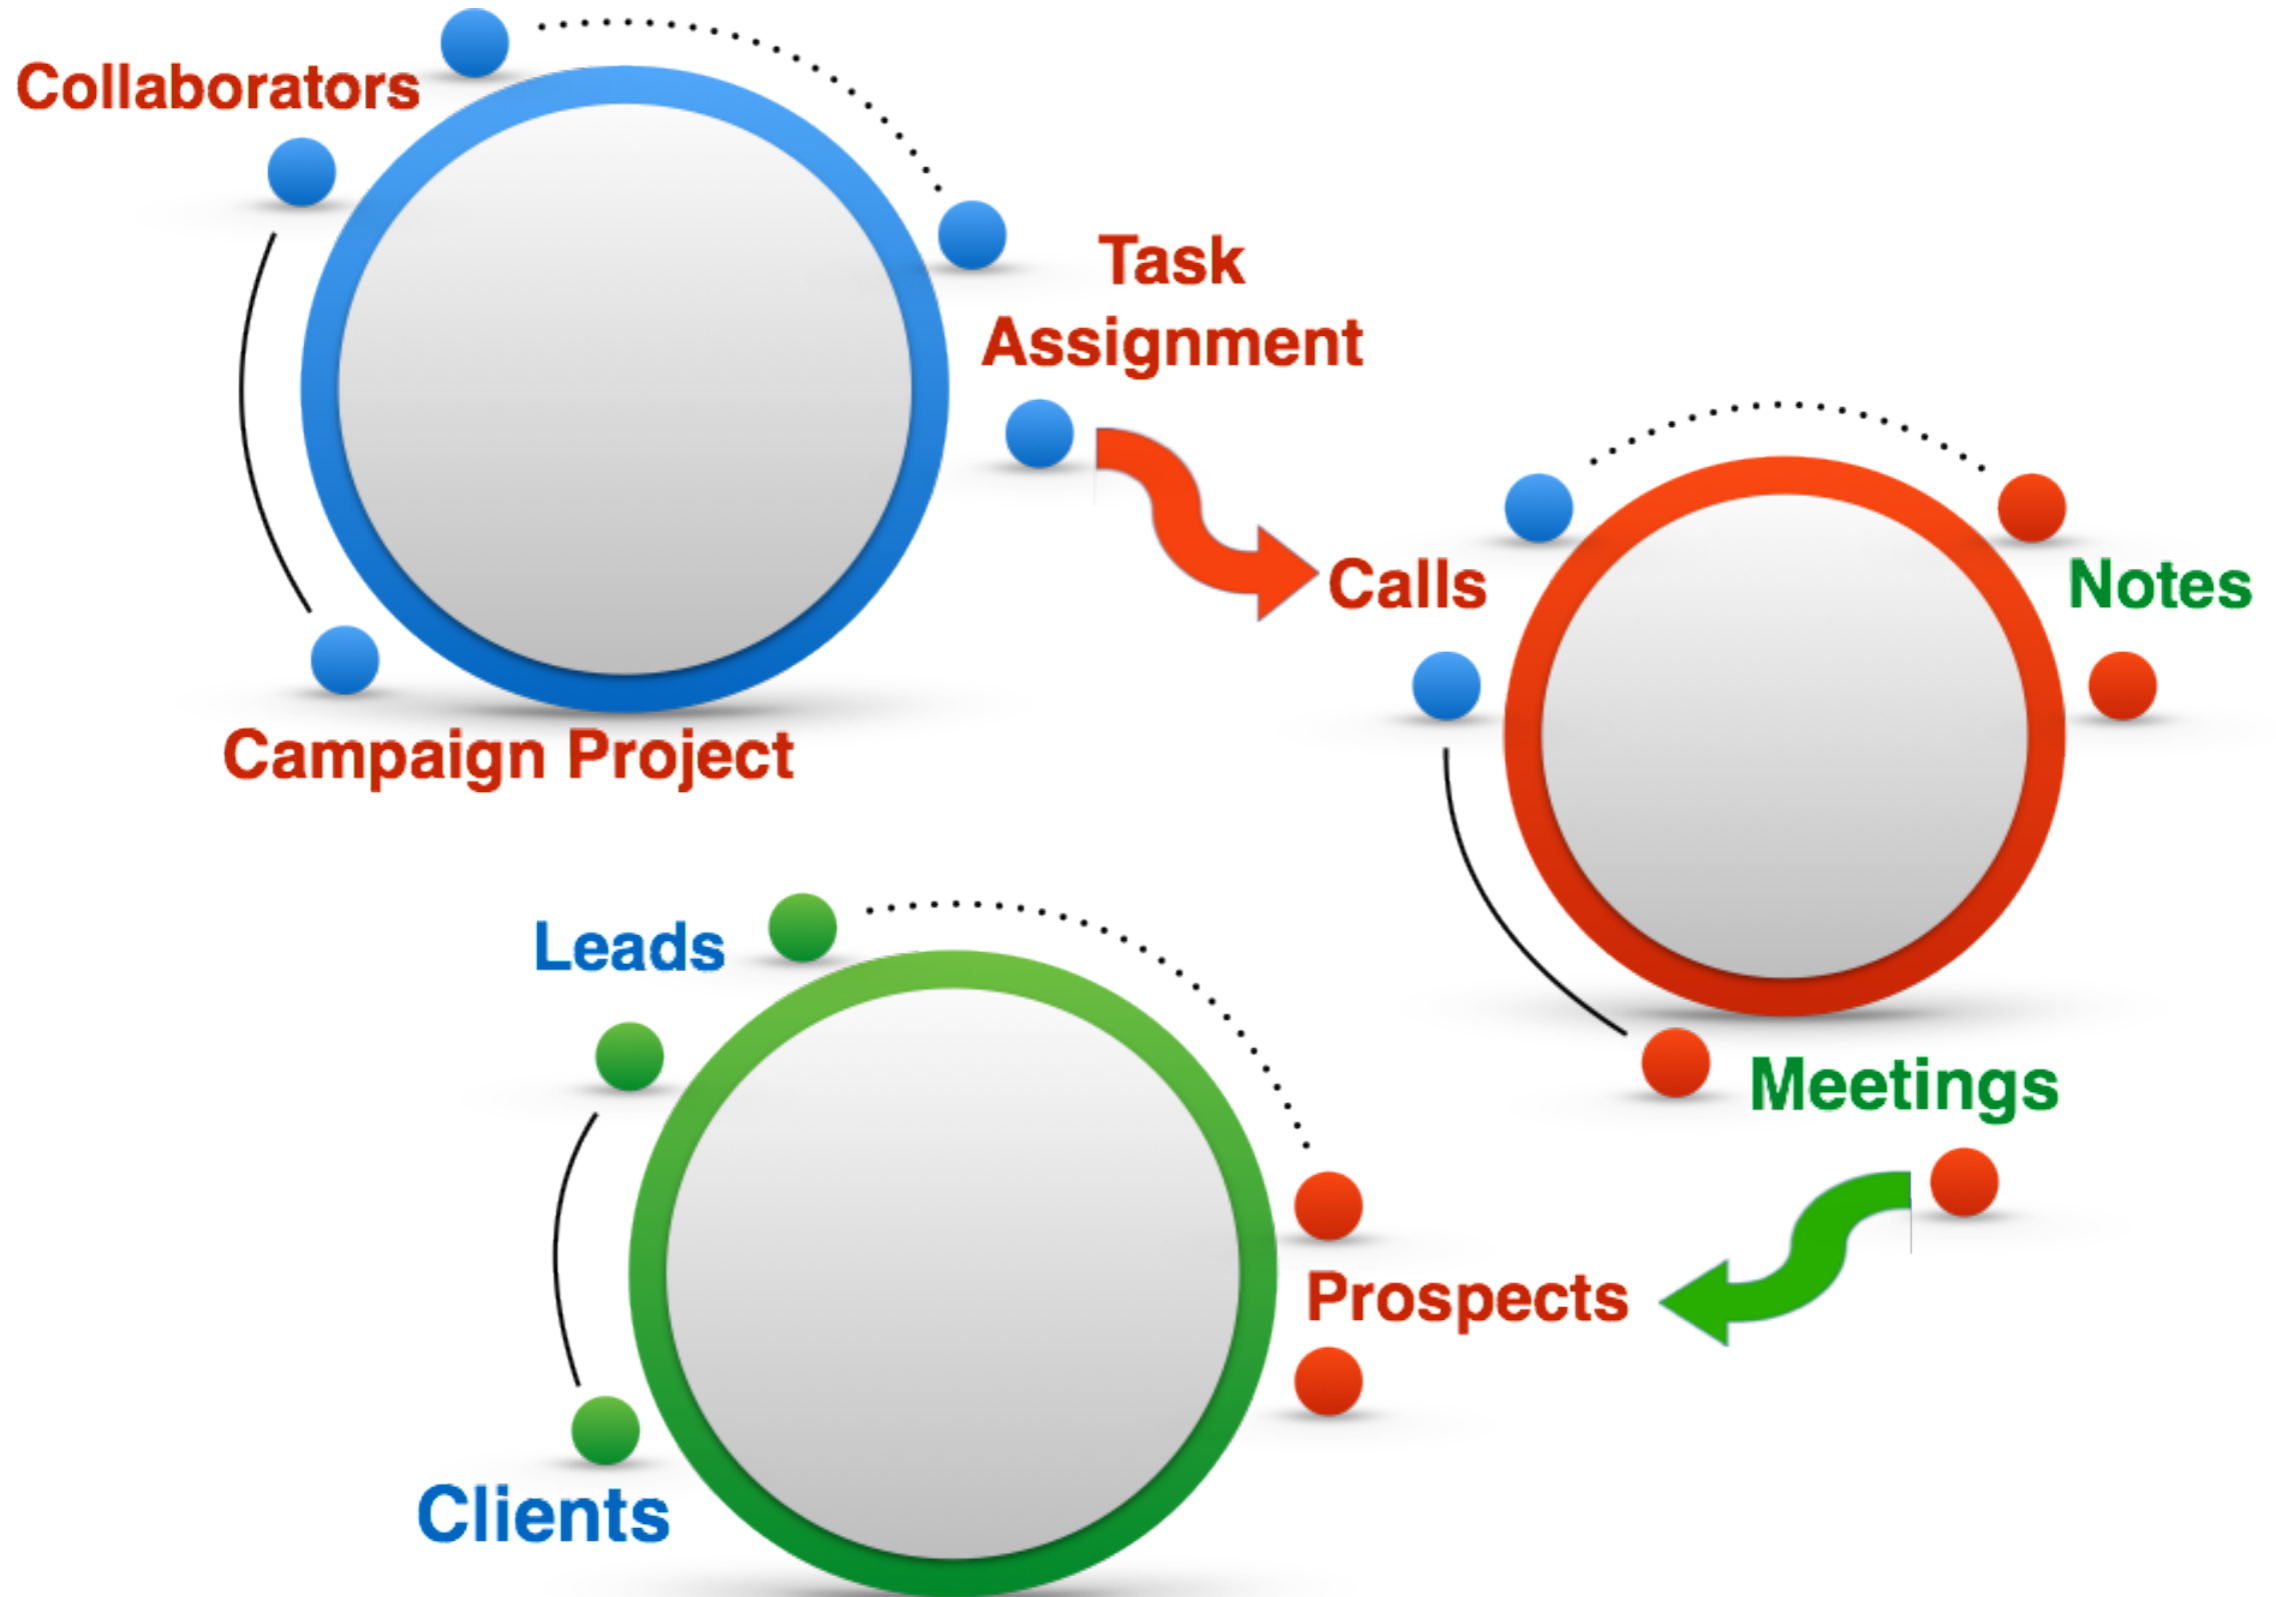 Collaborators
Task
Assignment
Calls
Notes
Campaign Project
Leads
Meetings
Prospects
Clients